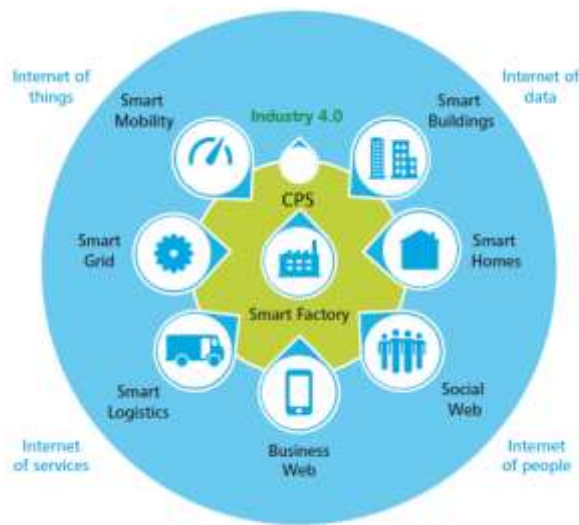 Internet of
things
Internet of
data
Smart
Mobility
Industry 4.0
Smart
Buildings
CPS
Smart
Grid
Smart
Homes
Smart Factory
Smart
Logistics
Social
Web
Business
Web
Internet
of services
Internet
of people